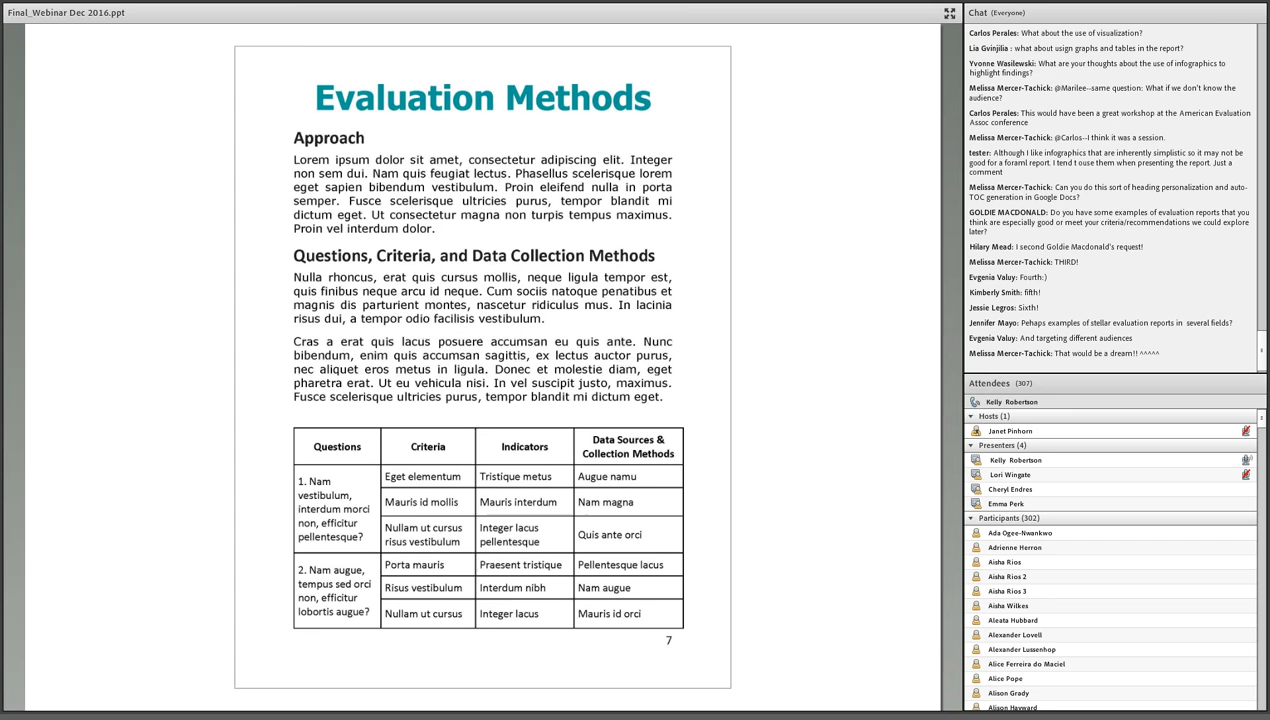 Final_Webinar Dec 2016.ppt
Evaluation Methods
Approach
Lorem ipsum dolor sit amet, consectetur adipiscing elit. Integer
non sem dui. Nam quis feugiat lectus. Phasellus scelerisque lorem
eget sapien bibendum vestibulum. Proin eleifend nulla in porta
semper. Fusce scelerisque ultricies purus, tempor blandit mi
dictum eget. Ut consectetur magna non turpis tempus maximus.
Proin vel interdum dolor.
Questions, Criteria, and Data Collection Methods
Nulla rhoncus, erat quis cursus mollis, neque ligula tempor est,
quis finibus neque arcu id neque. Cum sociis natoque penatibus et
magnis dis parturient montes, nascetur ridiculus mus. In lacinia
risus dui, a tempor odio facilisis vestibulum.
Cras a erat quis lacus posuere accumsan eu quis ante. Nunc
bibendum, enim quis accumsan sagittis, ex lectus auctor purus,
nec aliquet eros metus in ligula. Donec et molestie diam, eget
pharetra erat. Ut eu vehicula nisi. In vel suscipit justo, maximus.
Fusce scelerisque ultricies purus, tempor blandit mi dictum eget.
Questions
Criteria
Indicators
Data Sources &
Collection Methods
1. Nam
vestibulum,
interdum morci
non, efficitur
pellentesque?
Eget elementum
Tristique metus
Augue namu
Mauris id mollis
Mauris interdum
Nam magna
Nullam ut cursus
risus vestibulum
Integer lacus
pellentesque
Quis ante orci
2. Nam augue,
tempus sed orci
non, efficitur
lobortis augue?
Porta mauris
Praesent tristique
Pellentesque lacus
Risus vestibulum
Interdum nibh
Nam augue
Nullam ut cursus
Integer lacus
Mauris id orci
7
Chat (Everyone)
Carlos Perales: What about the use of visualization?
Lia Gvinjilia : what about usign graphs and tables in the report?
Yvonne Wasilewski: What are your thoughts about the use of infographics to
highlight findings?
Melissa Mercer-Tachick: @Marilee--same question: What if we don't know the
audience?
Carlos Perales: This would have been a great workshop at the American Evaluation
Assoc conference
Melissa Mercer-Tachick: @Carlos--I think it was a session.
tester: Although I like infographics that are inherently simplistic so it may not be
good for a foraml report. I tend t ouse them when presenting the report. Just a
comment
Melissa Mercer-Tachick: Can you do this sort of heading personalization and auto-
TOC generation in Google Docs?
GOLDIE MACDONALD: Do you have some examples of evaluation reports that you
think are especially good or meet your criteria/recommendations we could explore
later?
Hilary Mead: I second Goldie Macdonald's request!
Melissa Mercer-Tachick: THIRD!
Evgenia Valuy: Fourth:)
Kimberly Smith: fifth!
Jessie Legros: Sixth!
Jennifer Mayo: Pehaps examples of stellar evaluation reports in several fields?
Evgenia Valuy: And targeting different audiences
Melissa Mercer-Tachick: That would be a dream!! ^^^^^
Attendees (307)
Kelly Robertson
Hosts (1)
Janet Pinhorn
Presenters (4)
Kelly Robertson
Lori Wingate
Cheryl Endres
Emma Perk
Participants (302)
Ada Ogee-Nwankwo
Adrienne Herron
Aisha Rios
Aisha Rios 2
Aisha Rios 3
Aisha Wilkes
Aleata Hubbard
Alexander Lovell
Alexander Lussenhop
Alice Ferreira do Maciel
Alice Pope
Alison Grady
Alison Hayward